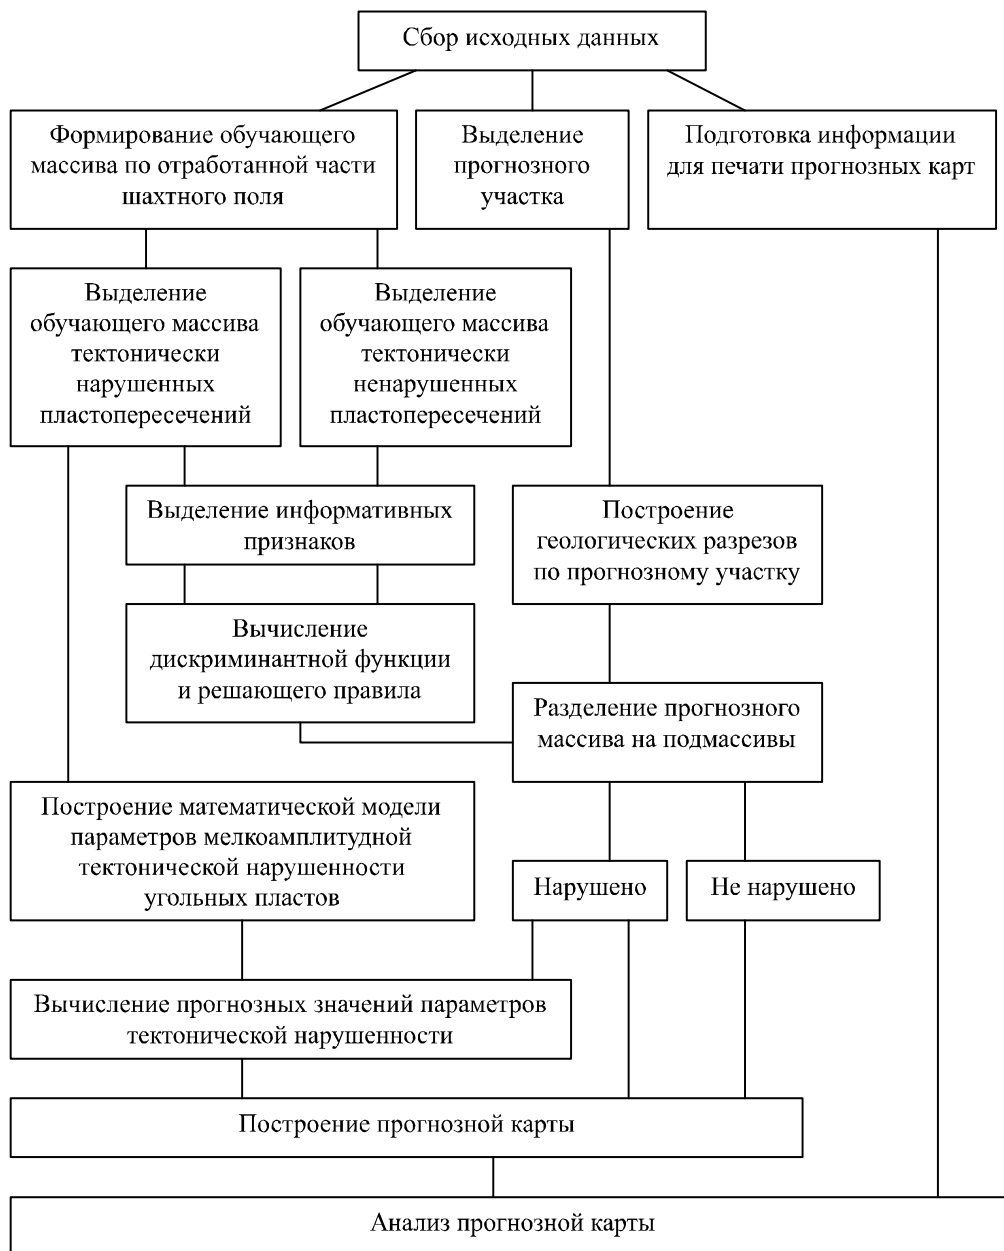 Сбор исходных данных
Формирование обучающего
массива по отработанной части
шахтного поля
Выделение
прогнозного
участка
Подготовка информации
для печати прогнозных карт
Выделение
обучающего массива
тектонически
нарушенных
пластопересечений
Выделение
обучающего массива
тектонически
ненарушенных
пластопересечений
Выделение информативных
признаков
Построение
геологических разрезов
по прогнозному участку
Вычисление
дискриминантной функции
и решающего правила
Разделение прогнозного
массива на подмассивы
Построение математической модели
параметров мелкоамплитудной
тектонической нарушенности
угольных пластов
Нарушено
Не нарушено
Вычисление прогнозных значений параметров
тектонической нарушенности
Построение прогнозной карты
Анализ прогнозной карты